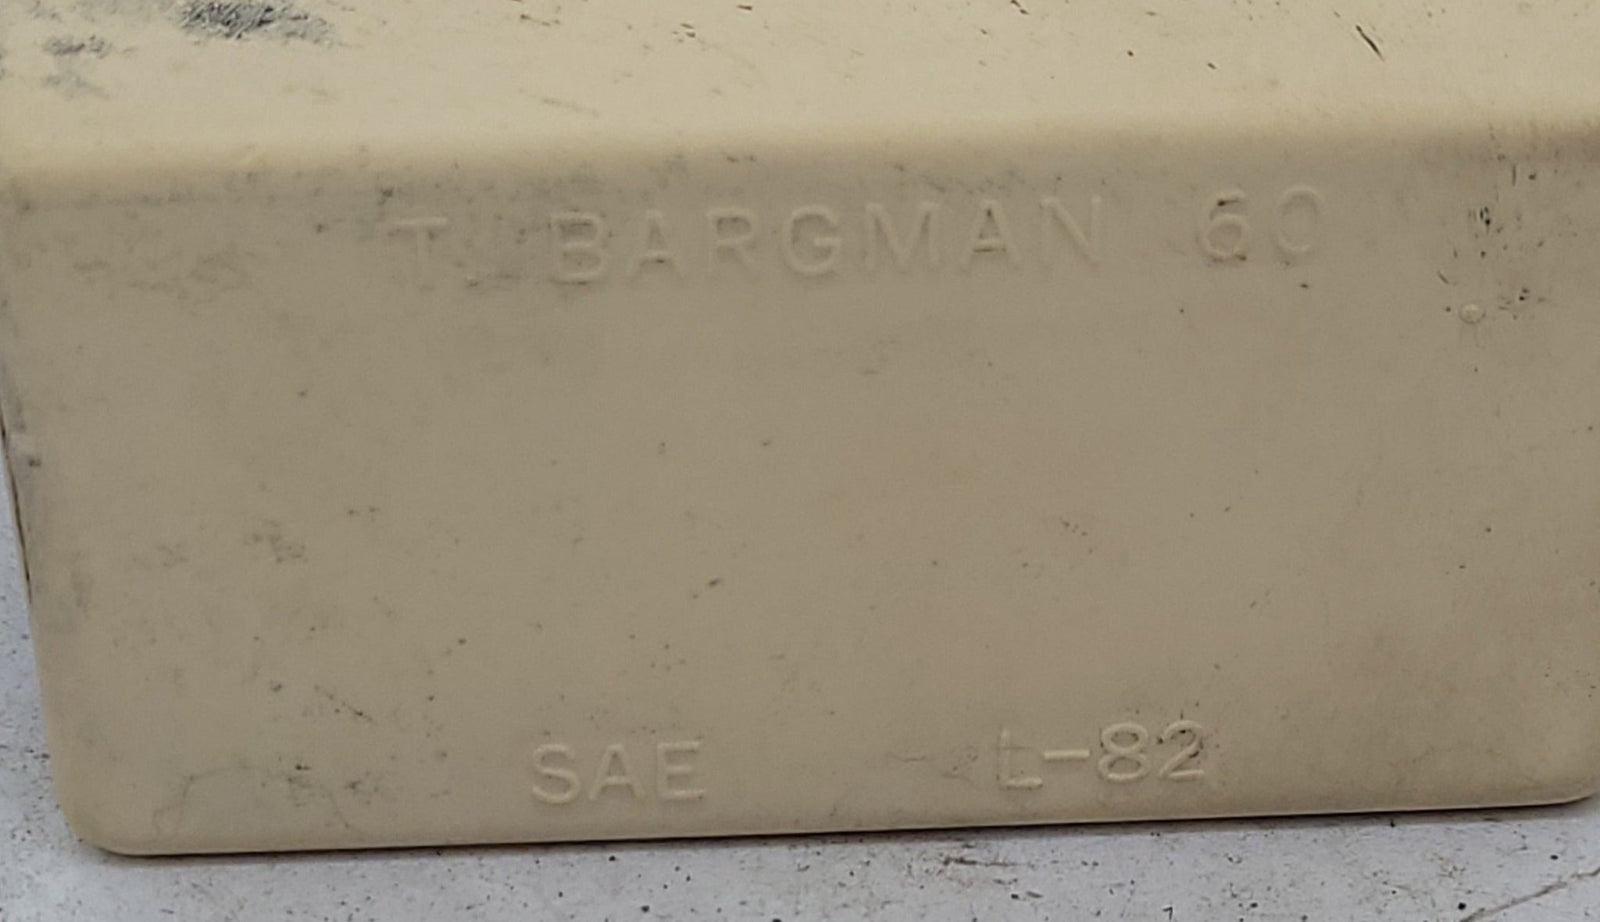 T. BARGMAN 60
SAE L-82